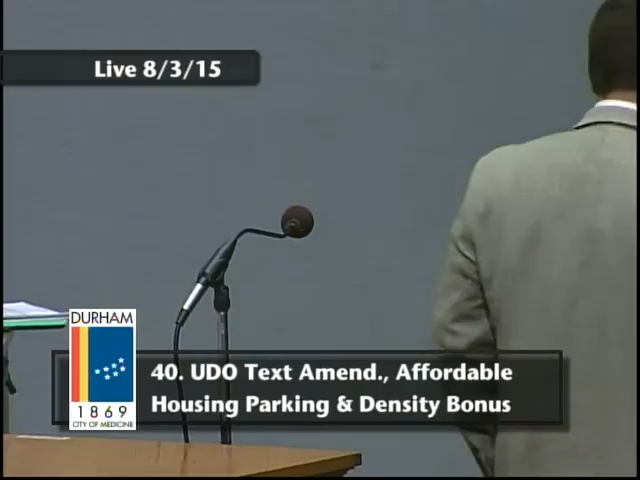 Live 8/3/15
DURHAM
1869
CITY OF MEDICINE
40. UDO Text Amend., Affordable
Housing Parking & Density Bonus